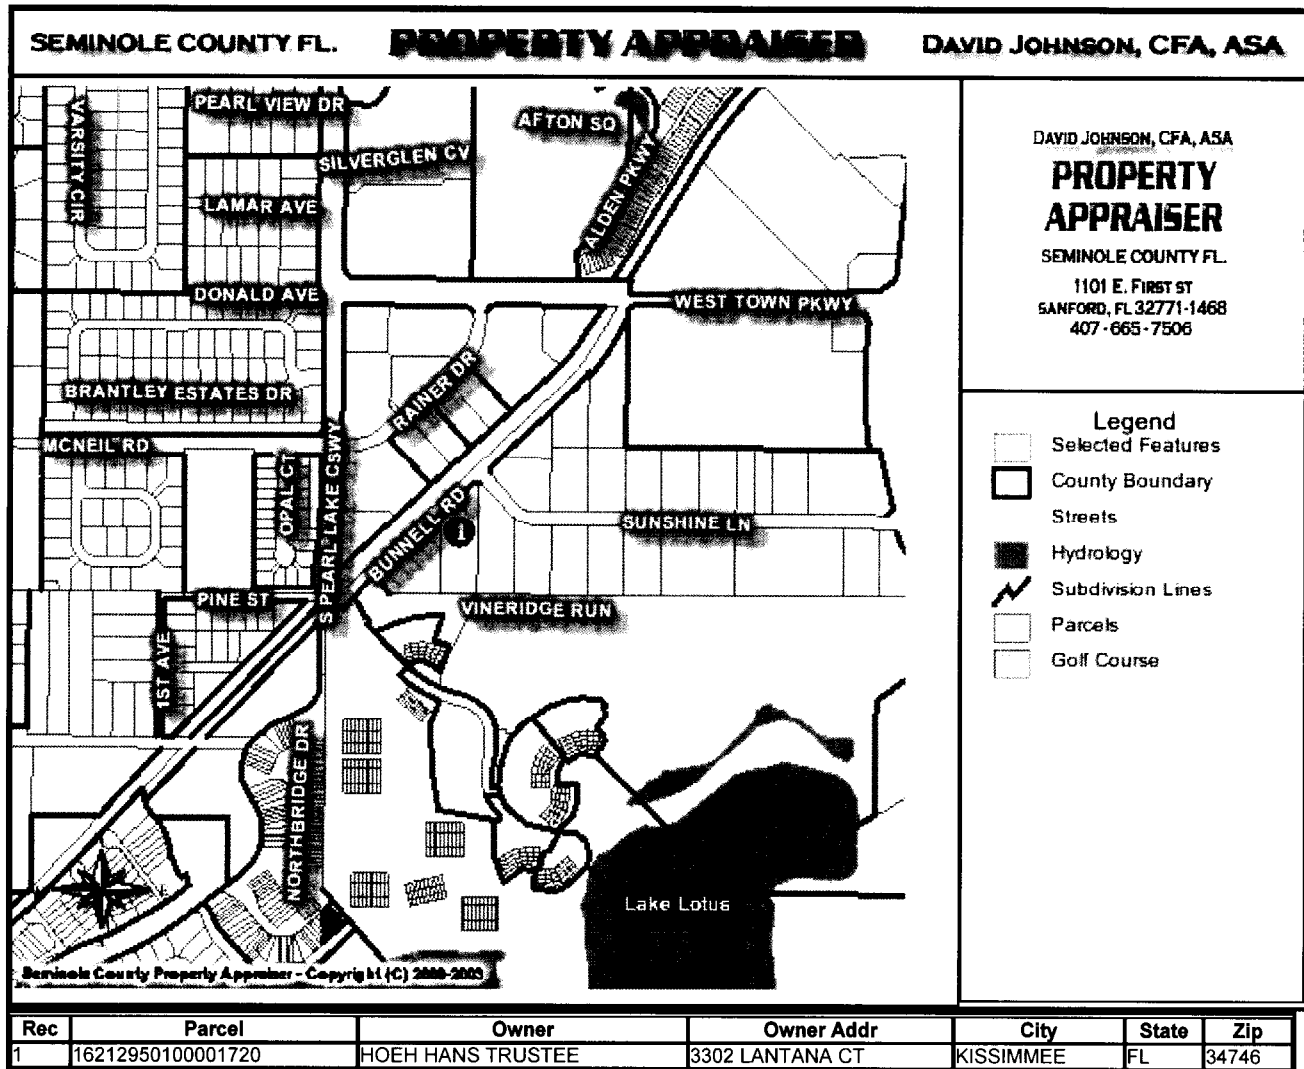 SEMINOLE COUNTY FL. PROPERTY APPRAISER DAVID JOHNSON, CFA, ASA
PEARL VIEW DR
VARSITY CIR
AFTON SQ
SILVERGLEN CV
ALDEN PKWY
LAMAR AVE
DONALD AVE
WEST TOWN PKWY
BRANTLEY ESTATES DR
RAINER DR
MCNEIL RD
OPAL CT
S PEARL LAKE CSWY
BUNNELL RD
1
SUNSHINE LN
PINE ST
VINERIDGE RUN
1ST AVE
NORTHBRIDGE DR
Lake Lotus
Seminole County Property Appraiser - Copyright (C) 2000-2003
DAVID JOHNSON, CFA, ASA
PROPERTY
APPRAISER
SEMINOLE COUNTY FL.
1101 E. FIRST ST
SANFORD, FL 32771-1468
407-665-7506
Legend
Selected Features
County Boundary
Streets
Hydrology
Subdivision Lines
Parcels
Golf Course
Rec Parcel Owner Owner Addr City State Zip
1 16212950100001720 HOEH HANS TRUSTEE 3302 LANTANA CT KISSIMMEE FL 34746